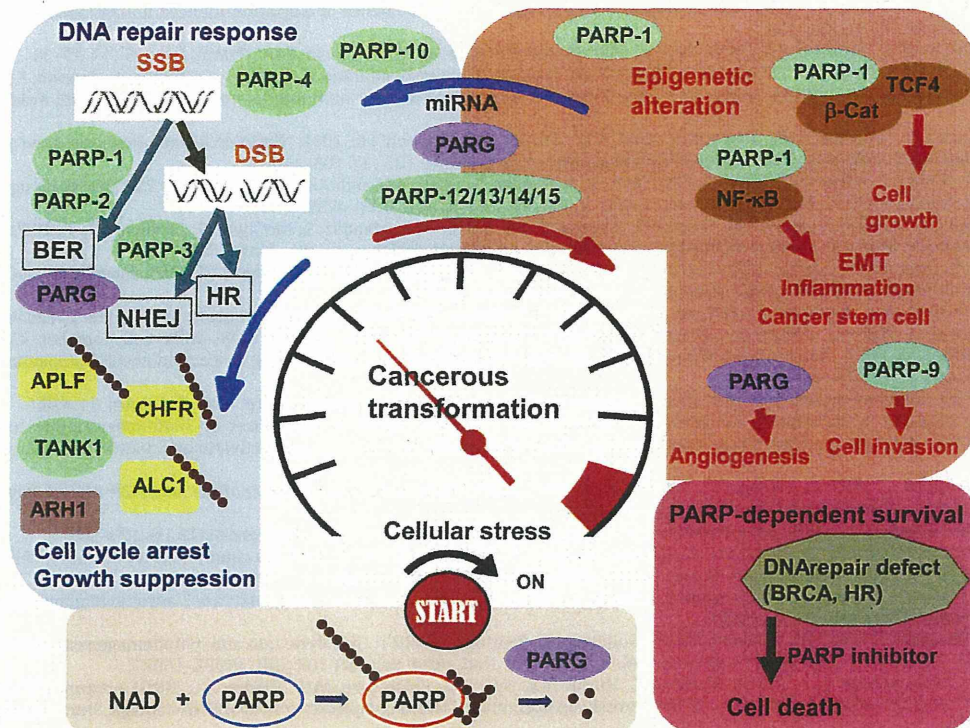 DNA repair response
SSB
PARP-4
PARP-10
PARP-1
PARP-2
DSB
BER
PARP-3
PARG
NHEJ
HR
APLF
CHFR
TANK1
ALC1
ARH1
Cell cycle arrest
Growth suppression
miRNA
PARG
PARP-12/13/14/15
PARP-1
Epigenetic
alteration
PARP-1
TCF4
β-Cat
Cell
growth
PARP-1
NF-κB
EMT
Inflammation
Cancer stem cell
PARG
Angiogenesis
PARP-9
Cell invasion
Cancerous
transformation
Cellular stress
ON
START
NAD + PARP
PARP
PARG
PARP-dependent survival
DNArepair defect
(BRCA, HR)
PARP inhibitor
Cell death